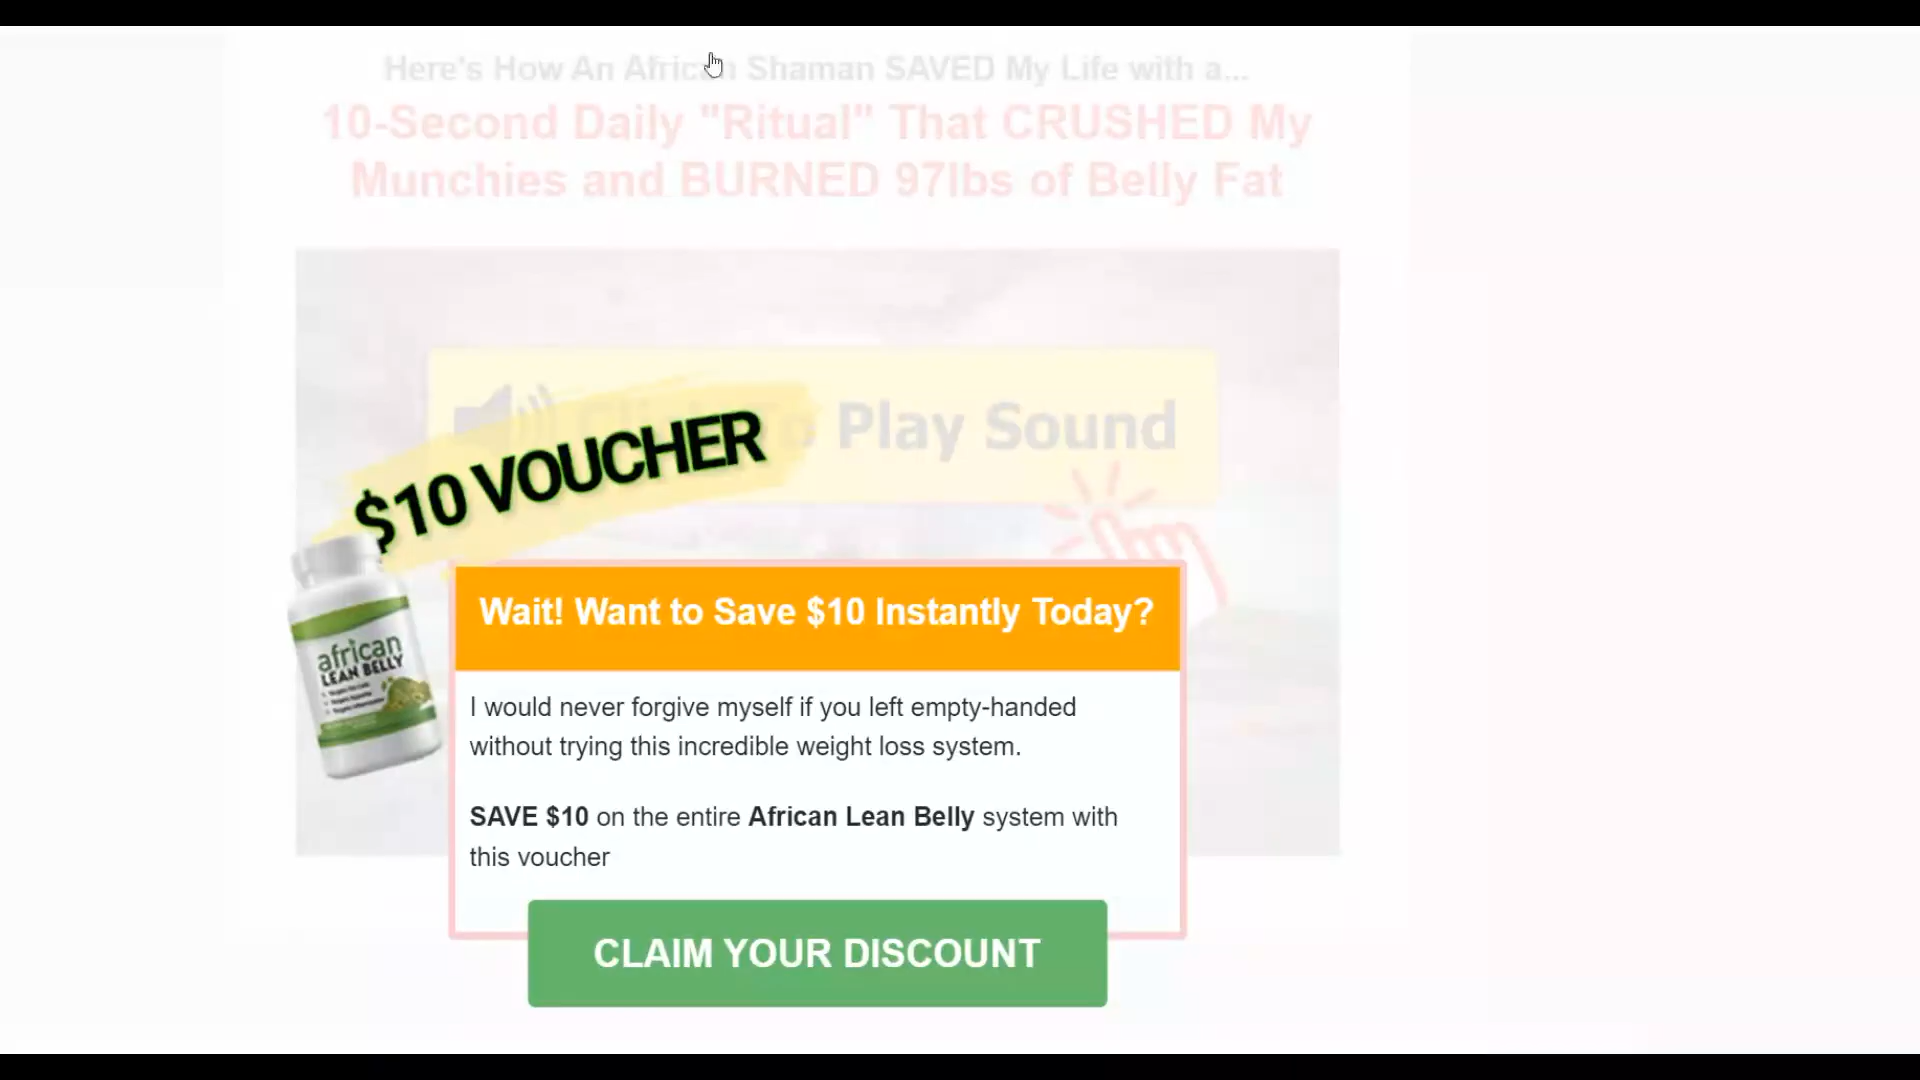 Here's How An African Shaman SAVED My Life with a...
10-Second Daily "Ritual" That CRUSHED My
Munchies and BURNED 97lbs of Belly Fat
Play Sound
$10 VOUCHER
Wait! Want to Save $10 Instantly Today?
african
LEAN BELLY
I would never forgive myself if you left empty-handed
without trying this incredible weight loss system.
SAVE $10 on the entire African Lean Belly system with
this voucher
CLAIM YOUR DISCOUNT